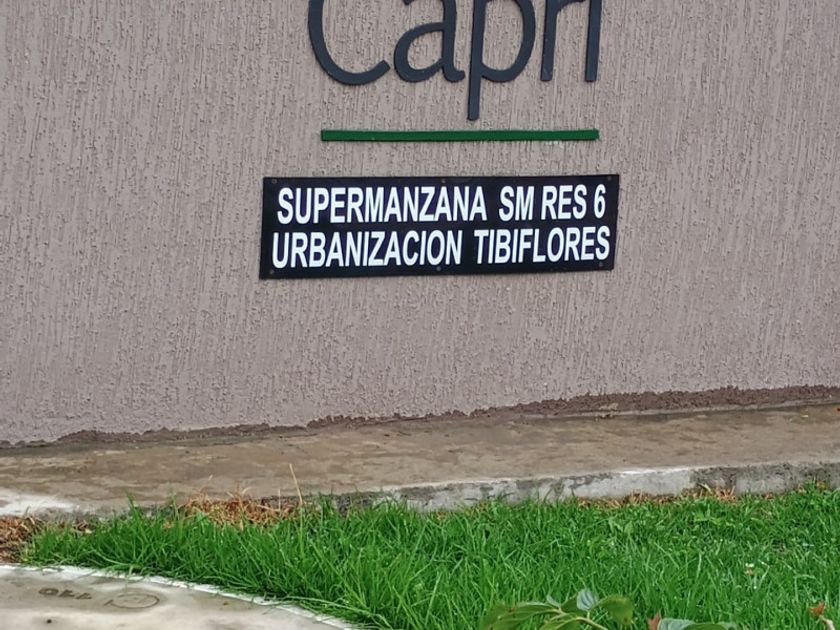 Capri
SUPERMANZANA SM RES 6
URBANIZACION TIBIFLORES